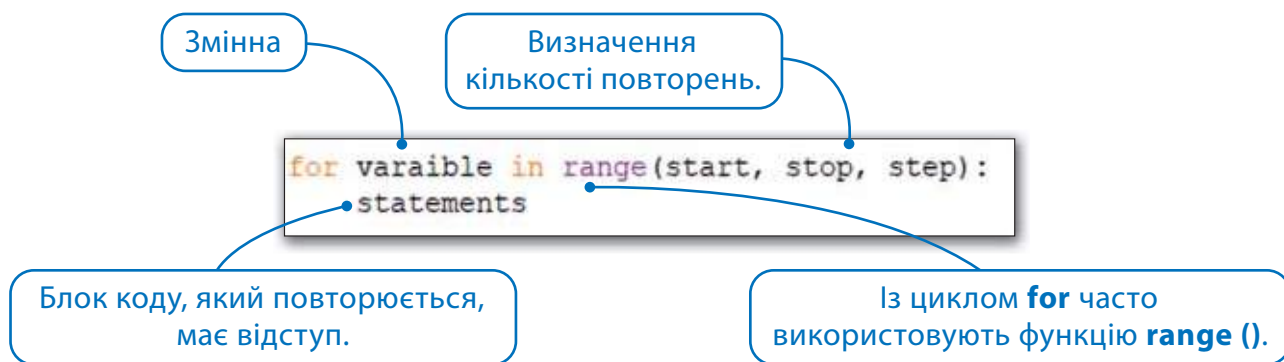 Змінна
Визначення
кількості повторень.
for varaible in range(start, stop, step):
statements
Блок коду, який повторюється,
має відступ.
Із циклом for часто
використовують функцію range ().